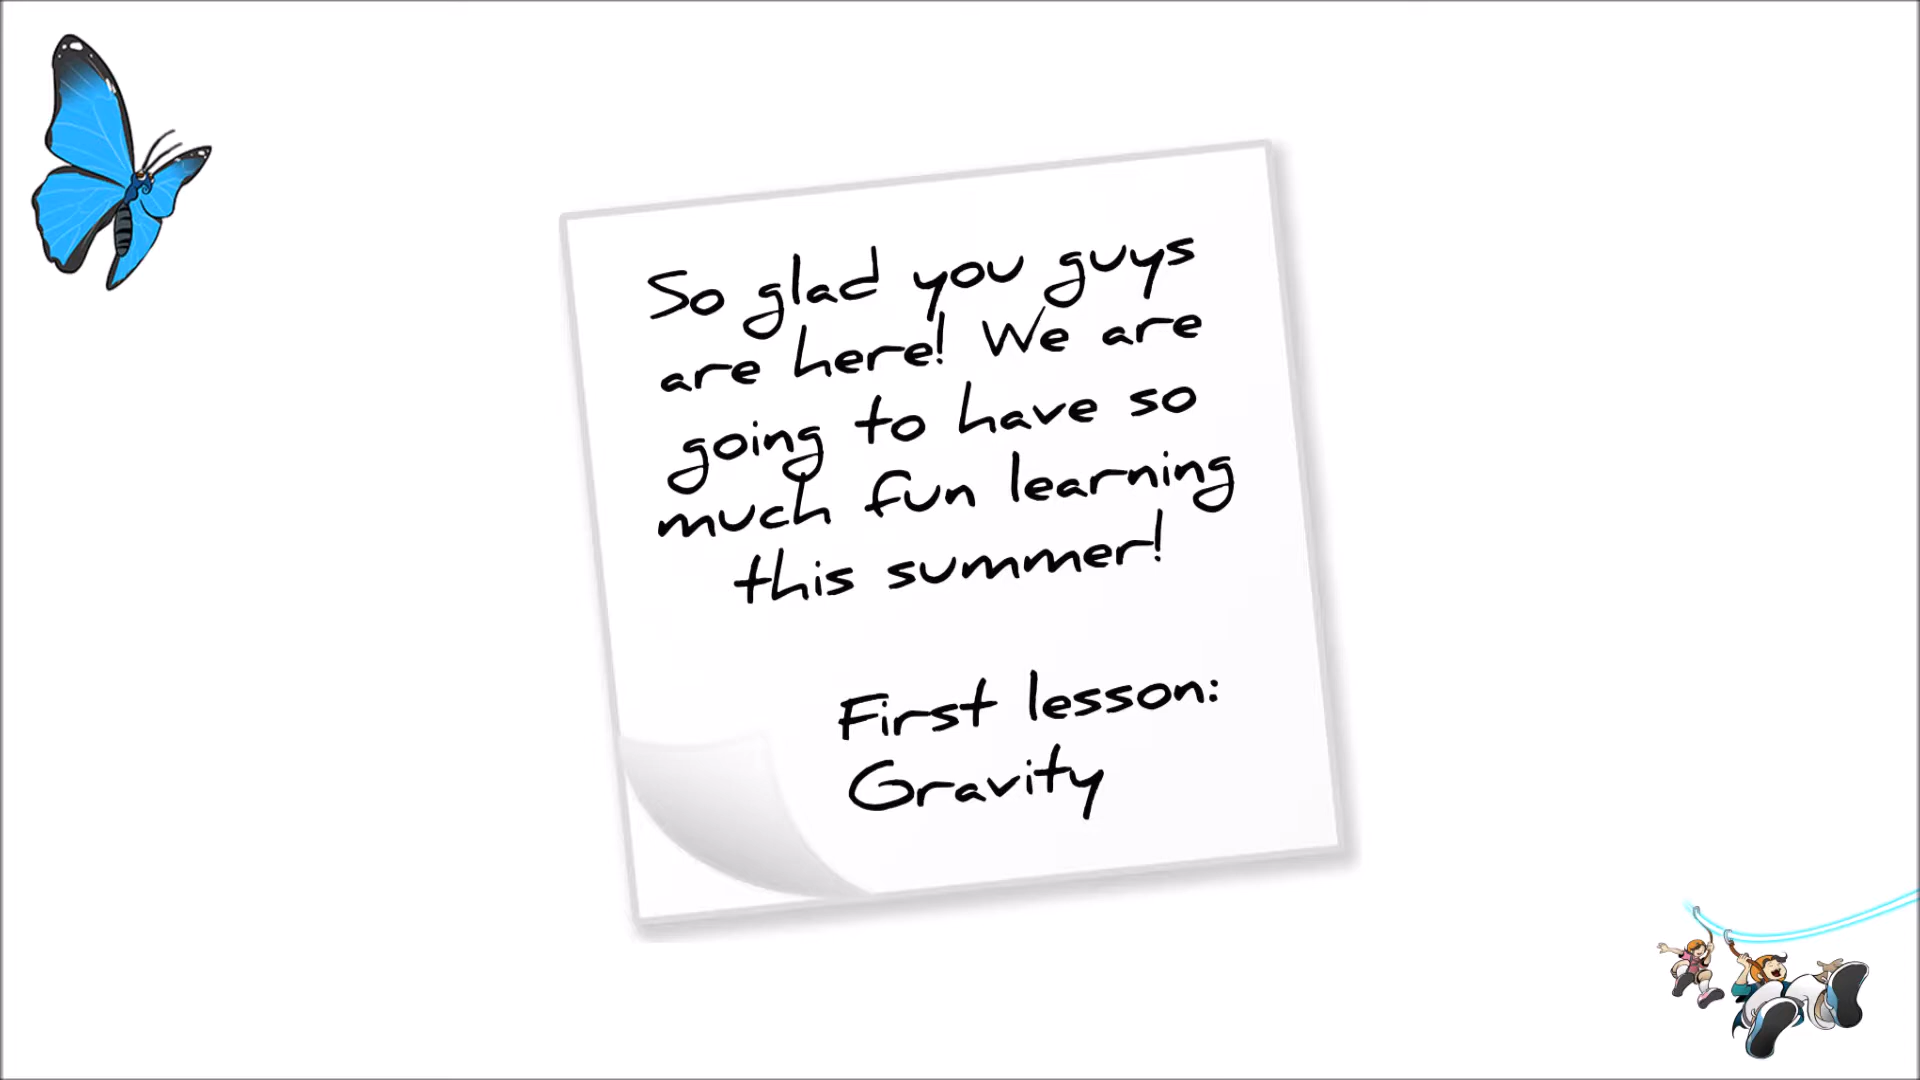 So glad you guys
are here! We are
going to have so
much fun learning
this summer!
First lesson:
Gravity